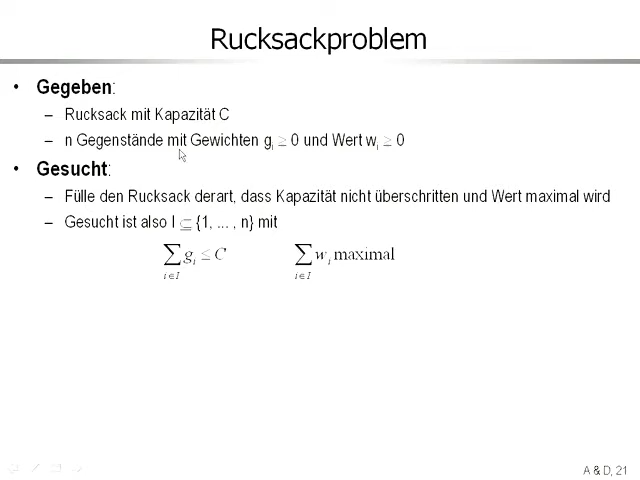 Rucksackproblem
• Gegeben:
– Rucksack mit Kapazität C
– n Gegenstände mit Gewichten gᵢ ≥ 0 und Wert wᵢ ≥ 0
• Gesucht:
– Fülle den Rucksack derart, dass Kapazität nicht überschritten und Wert maximal wird
– Gesucht ist also I ⊆ {1, ... , n} mit
∑ gᵢ ≤ C ∑ wᵢ maximal
i∈I i∈I
A & D, 21